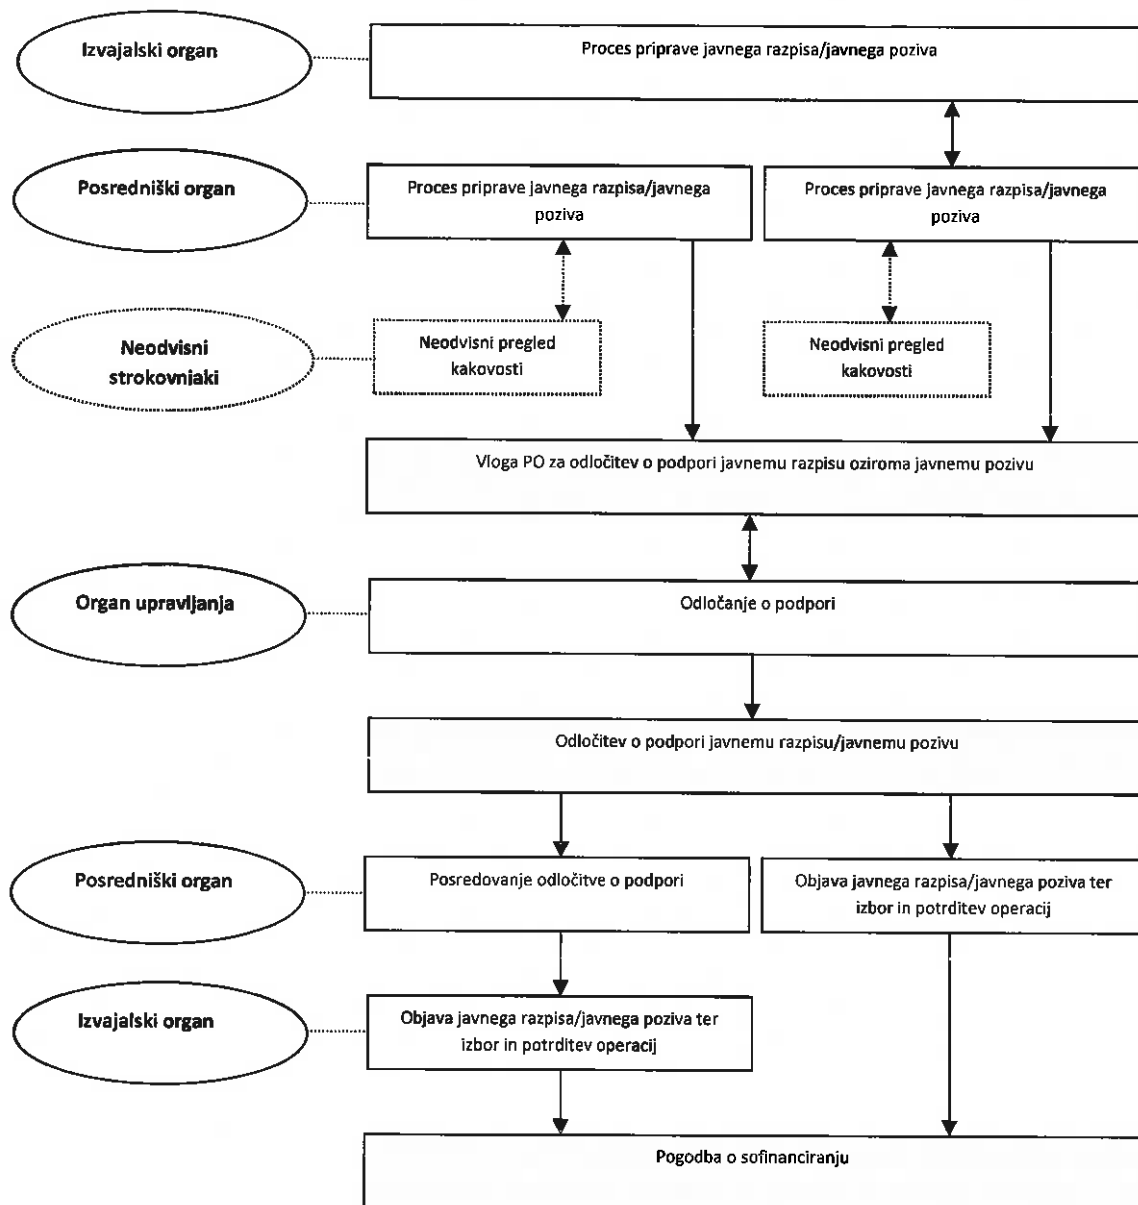 Izvajalski organ
Proces priprave javnega razpisa/javnega poziva
Posredniški organ
Proces priprave javnega razpisa/javnega
poziva
Proces priprave javnega razpisa/javnega
poziva
Neodvisni
strokovnjaki
Neodvisni pregled
kakovosti
Neodvisni pregled
kakovosti
Vloga PO za odločitev o podpori javnemu razpisu oziroma javnemu pozivu
Organ upravljanja
Odločanje o podpori
Odločitev o podpori javnemu razpisu/javnemu pozivu
Posredniški organ
Posredovanje odločitve o podpori
Objava javnega razpisa/javnega poziva ter
izbor in potrditev operacij
Izvajalski organ
Objava javnega razpisa/javnega poziva ter
izbor in potrditev operacij
Pogodba o sofinanciranju